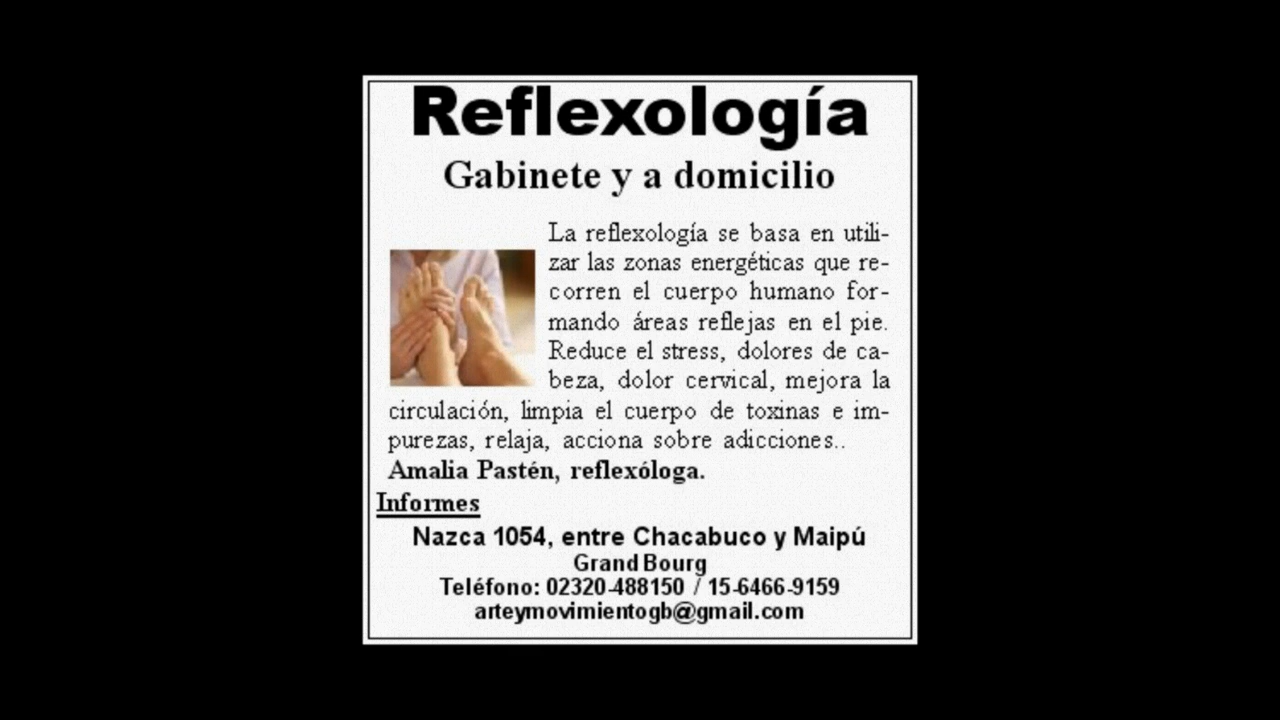 Reflexología
Gabinete y a domicilio
La reflexología se basa en utili-
zar las zonas energéticas que re-
corren el cuerpo humano for-
mando áreas reflejas en el pie.
Reduce el stress, dolores de ca-
beza, dolor cervical, mejora la
circulación, limpia el cuerpo de toxinas e im-
purezas, relaja, acciona sobre adicciones..
Amalia Pastén, reflexóloga.
Informes
Nazca 1054, entre Chacabuco y Maipú
Grand Bourg
Teléfono: 02320-488150 / 15-6466-9159
arteymovimientogb@gmail.com